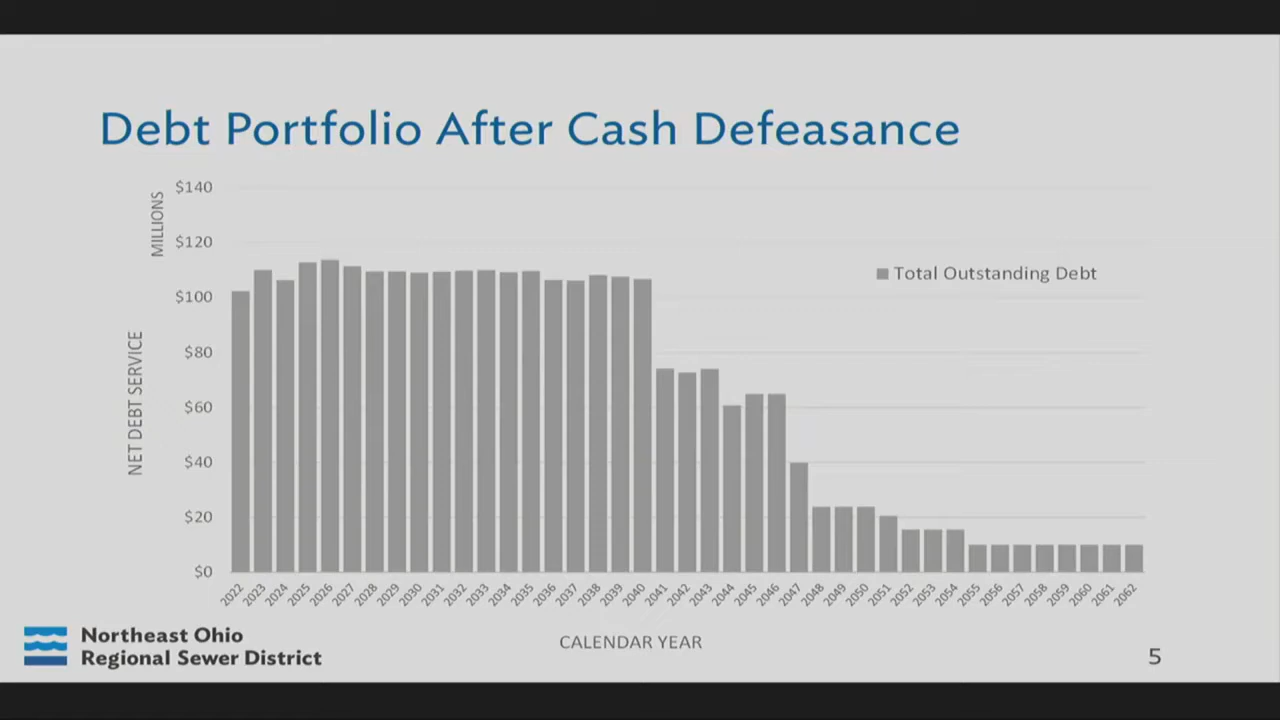 Debt Portfolio After Cash Defeasance
MILLIONS
NET DEBT SERVICE
$140
$120
$100
$80
$60
$40
$20
$0
Total Outstanding Debt
2022 2023 2024 2025 2026 2027 2028 2029 2030 2031 2032 2033 2034 2035 2036 2037 2038 2039 2040 2041 2042 2043 2044 2045 2046 2047 2048 2049 2050 2051 2052 2053 2054 2055 2056 2057 2058 2059 2060 2061 2062
CALENDAR YEAR
Northeast Ohio
Regional Sewer District
5